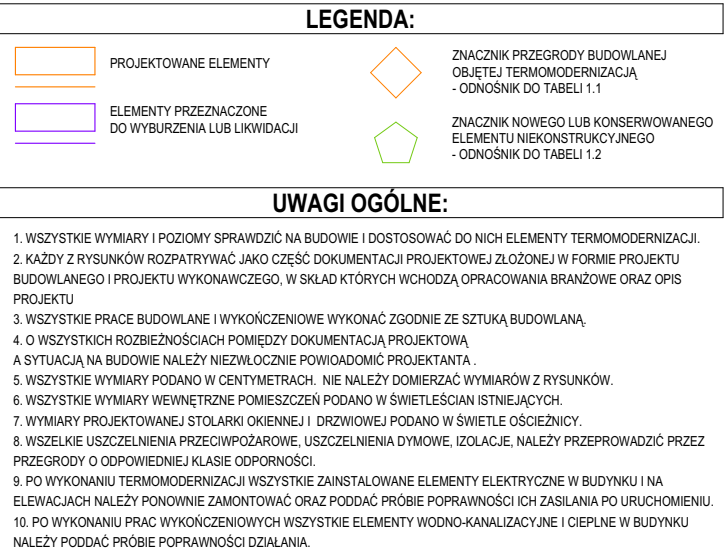 LEGENDA:
PROJEKTOWANE ELEMENTY
ELEMENTY PRZEZNACZONE
DO WYBURZENIA LUB LIKWIDACJI
ZNACZNIK PRZEGRODY BUDOWLANEJ
OBJĘTEJ TERMOMODERNIZACJĄ
- ODNOŚNIK DO TABELI 1.1
ZNACZNIK NOWEGO LUB KONSERWOWANEGO
ELEMENTU NIEKONSTRUKCYJNEGO
- ODNOŚNIK DO TABELI 1.2
UWAGI OGÓLNE:
1. WSZYSTKIE WYMIARY I POZIOMY SPRAWDZIĆ NA BUDOWIE I DOSTOSOWAĆ DO NICH ELEMENTY TERMOMODERNIZACJI.
2. KAŻDY Z RYSUNKÓW ROZPATRYWAĆ JAKO CZĘŚĆ DOKUMENTACJI PROJEKTOWEJ ZŁOŻONEJ W FORMIE PROJEKTU
BUDOWLANEGO I PROJEKTU WYKONAWCZEGO, W SKŁAD KTÓRYCH WCHODZĄ OPRACOWANIA BRANŻOWE ORAZ OPIS
PROJEKTU
3. WSZYSTKIE PRACE BUDOWLANE I WYKOŃCZENIOWE WYKONAĆ ZGODNIE ZE SZTUKĄ BUDOWLANĄ.
4. O WSZYSTKICH ROZBIEŻNOŚCIACH POMIĘDZY DOKUMENTACJĄ PROJEKTOWĄ
A SYTUACJĄ NA BUDOWIE NALEŻY NIEZWŁOCZNIE POWIOADOMIĆ PROJEKTANTA .
5. WSZYSTKIE WYMIARY PODANO W CENTYMETRACH. NIE NALEŻY DOMIERZAĆ WYMIARÓW Z RYSUNKÓW.
6. WSZYSTKIE WYMIARY WEWNĘTRZNE POMIESZCZEŃ PODANO W ŚWIETLEŚCIAN ISTNIEJĄCYCH.
7. WYMIARY PROJEKTOWANEJ STOLARKI OKIENNEJ I DRZWIOWEJ PODANO W ŚWIETLE OŚCIEŻNICY.
8. WSZELKIE USZCZELNIENIA PRZECIWPOŻAROWE, USZCZELNIENIA DYMOWE, IZOLACJE, NALEŻY PRZEPROWADZIĆ PRZEZ
PRZEGRODY O ODPOWIEDNIEJ KLASIE ODPORNOŚCI.
9. PO WYKONANIU TERMOMODERNIZACJI WSZYSTKIE ZAINSTALOWANE ELEMENTY ELEKTRYCZNE W BUDYNKU I NA
ELEWACJACH NALEŻY PONOWNIE ZAMONTOWAĆ ORAZ PODDAĆ PRÓBIE POPRAWNOŚCI ICH ZASILANIA PO URUCHOMIENIU.
10. PO WYKONANIU PRAC WYKOŃCZENIOWYCH WSZYSTKIE ELEMENTY WODNO-KANALIZACYJNE I CIEPLNE W BUDYNKU
NALEŻY PODDAĆ PRÓBIE POPRAWNOŚCI DZIAŁANIA.